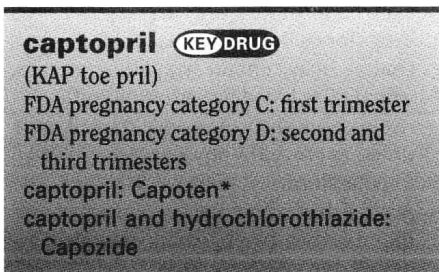 captopril KEY DRUG
(KAP toe pril)
FDA pregnancy category C: first trimester
FDA pregnancy category D: second and
third trimesters
captopril: Capoten*
captopril and hydrochlorothiazide:
Capozide